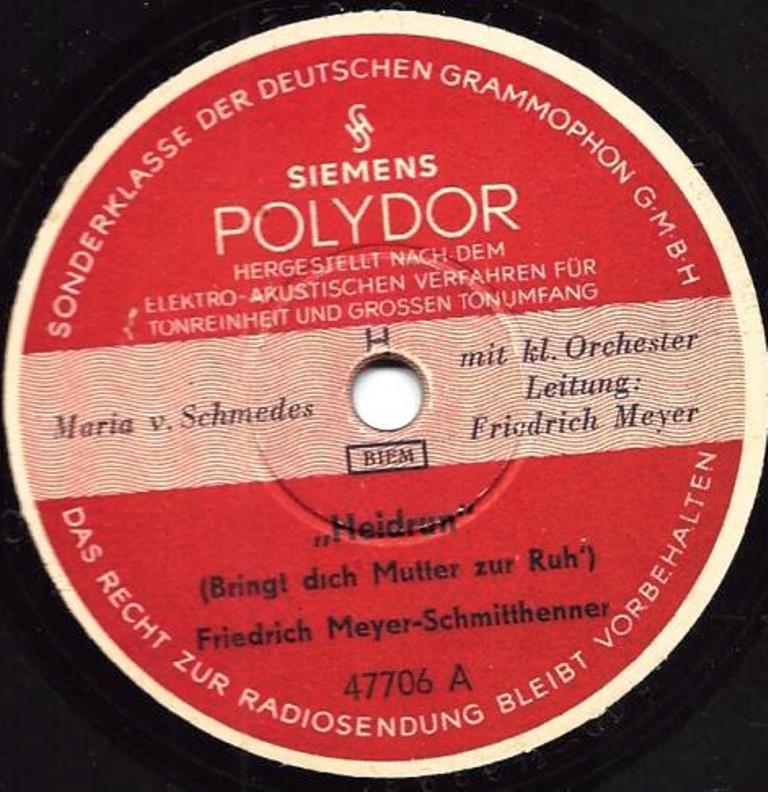 SONDERKLASSE DER DEUTSCHEN GRAMMOPHON G·M·B·H
SIEMENS
POLYDOR
HERGESTELLT NACH DEM
ELEKTRO-AKUSTISCHEN VERFAHREN FÜR
TONREINHEIT UND GROSSEN TONUMFANG
H
Maria v. Schmedes
mit kl. Orchester
Leitung:
Friedrich Meyer
BIEM
„Heidrun“
(Bringt dich Mutter zur Ruh‘)
Friedrich Meyer-Schmitthenner
47706 A
DAS RECHT ZUR RADIOSENDUNG BLEIBT VORBEHALTEN